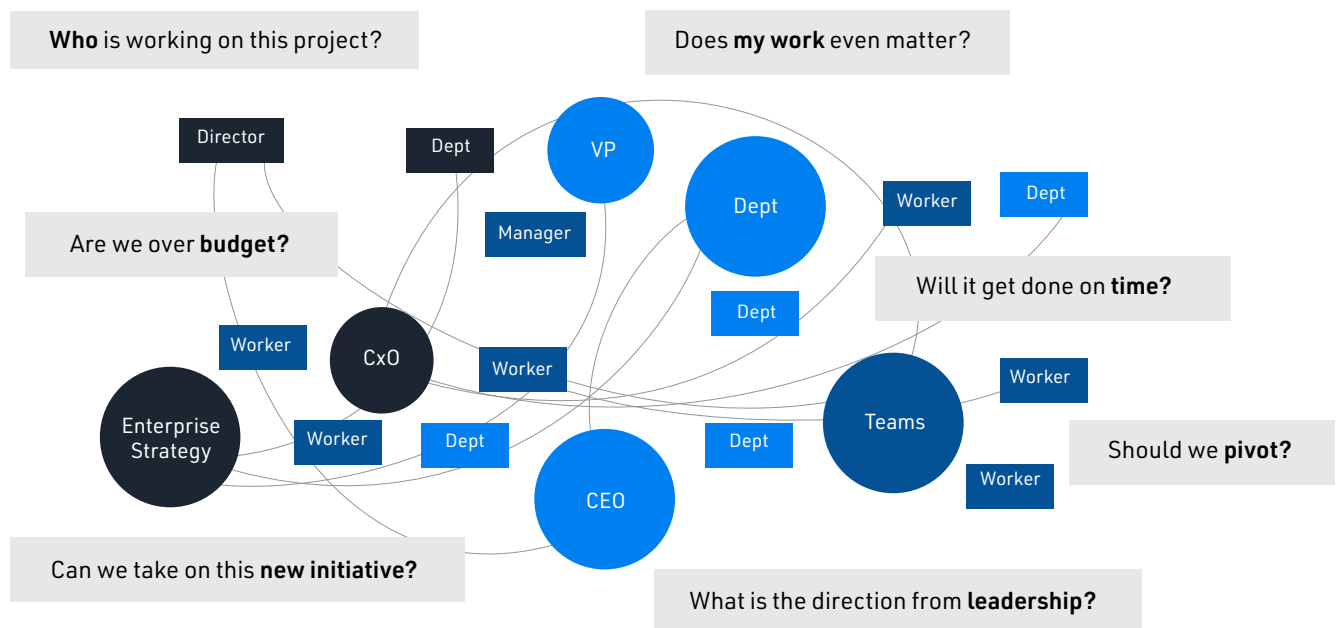 Who is working on this project?
Does my work even matter?
Director
Dept
VP
Dept
Worker
Dept
Manager
Are we over budget?
Will it get done on time?
Dept
Worker
CxO
Worker
Worker
Enterprise
Strategy
Worker
Dept
Dept
Teams
Should we pivot?
Worker
CEO
Can we take on this new initiative?
What is the direction from leadership?